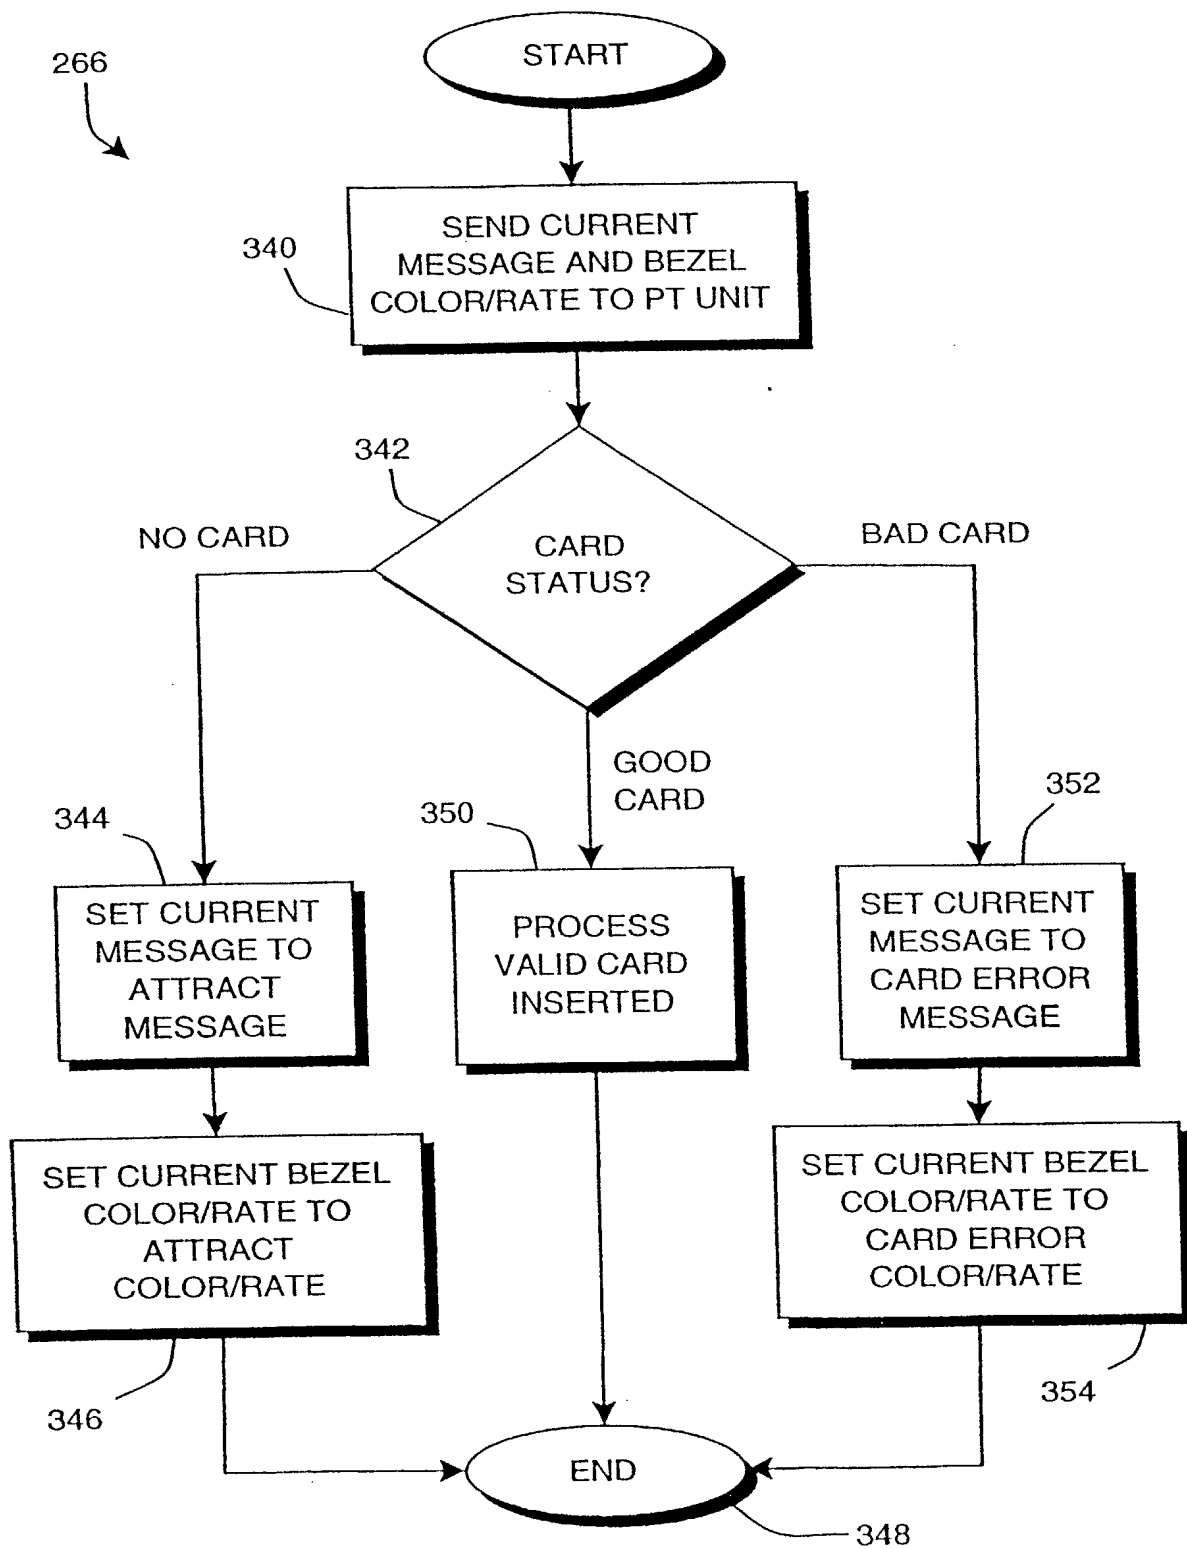 START
266
SEND CURRENT
MESSAGE AND BEZEL
COLOR/RATE TO PT UNIT
340
342
CARD
STATUS?
NO CARD
BAD CARD
GOOD
CARD
344
350
352
SET CURRENT
MESSAGE TO
ATTRACT
MESSAGE
PROCESS
VALID CARD
INSERTED
SET CURRENT
MESSAGE TO
CARD ERROR
MESSAGE
SET CURRENT BEZEL
COLOR/RATE TO
ATTRACT
COLOR/RATE
SET CURRENT BEZEL
COLOR/RATE TO
CARD ERROR
COLOR/RATE
346
354
END
348